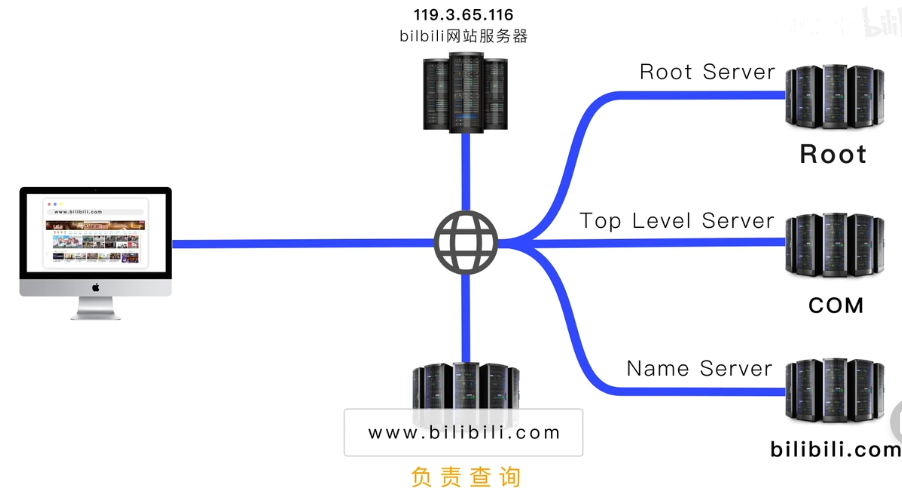 119.3.65.116
bilbili网站服务器
bilibili
Root Server
Root
www.bilibili.com
Top Level Server
COM
Name Server
bilibili.com
www.bilibili.com
负责查询